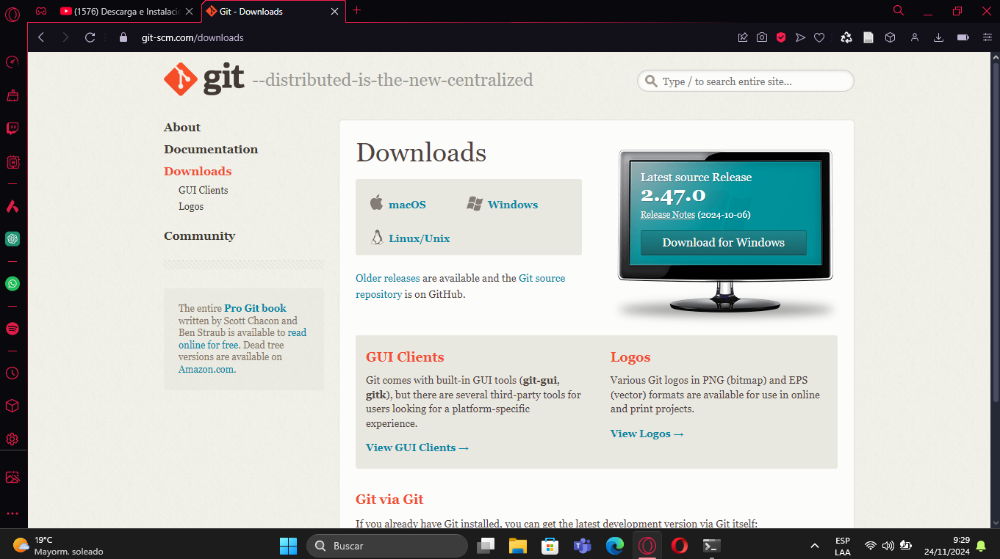 (1576) Descarga e Instalació
Git - Downloads
git-scm.com/downloads
git --distributed-is-the-new-centralized
Type / to search entire site...
About
Documentation
Downloads
GUI Clients
Logos
Community
The entire Pro Git book
written by Scott Chacon and
Ben Straub is available to read
online for free. Dead tree
versions are available on
Amazon.com.
Downloads
macOS
Windows
Linux/Unix
Older releases are available and the Git source
repository is on GitHub.
Latest source Release
2.47.0
Release Notes (2024-10-06)
Download for Windows
GUI Clients
Git comes with built-in GUI tools (git-gui,
gitk), but there are several third-party tools for
users looking for a platform-specific
experience.
View GUI Clients →
Logos
Various Git logos in PNG (bitmap) and EPS
(vector) formats are available for use in online
and print projects.
View Logos →
Git via Git
If you already have Git installed, you can get the latest development version via Git itself:
19°C
Mayorm. soleado
Buscar
ESP
LAA
9:29
24/11/2024